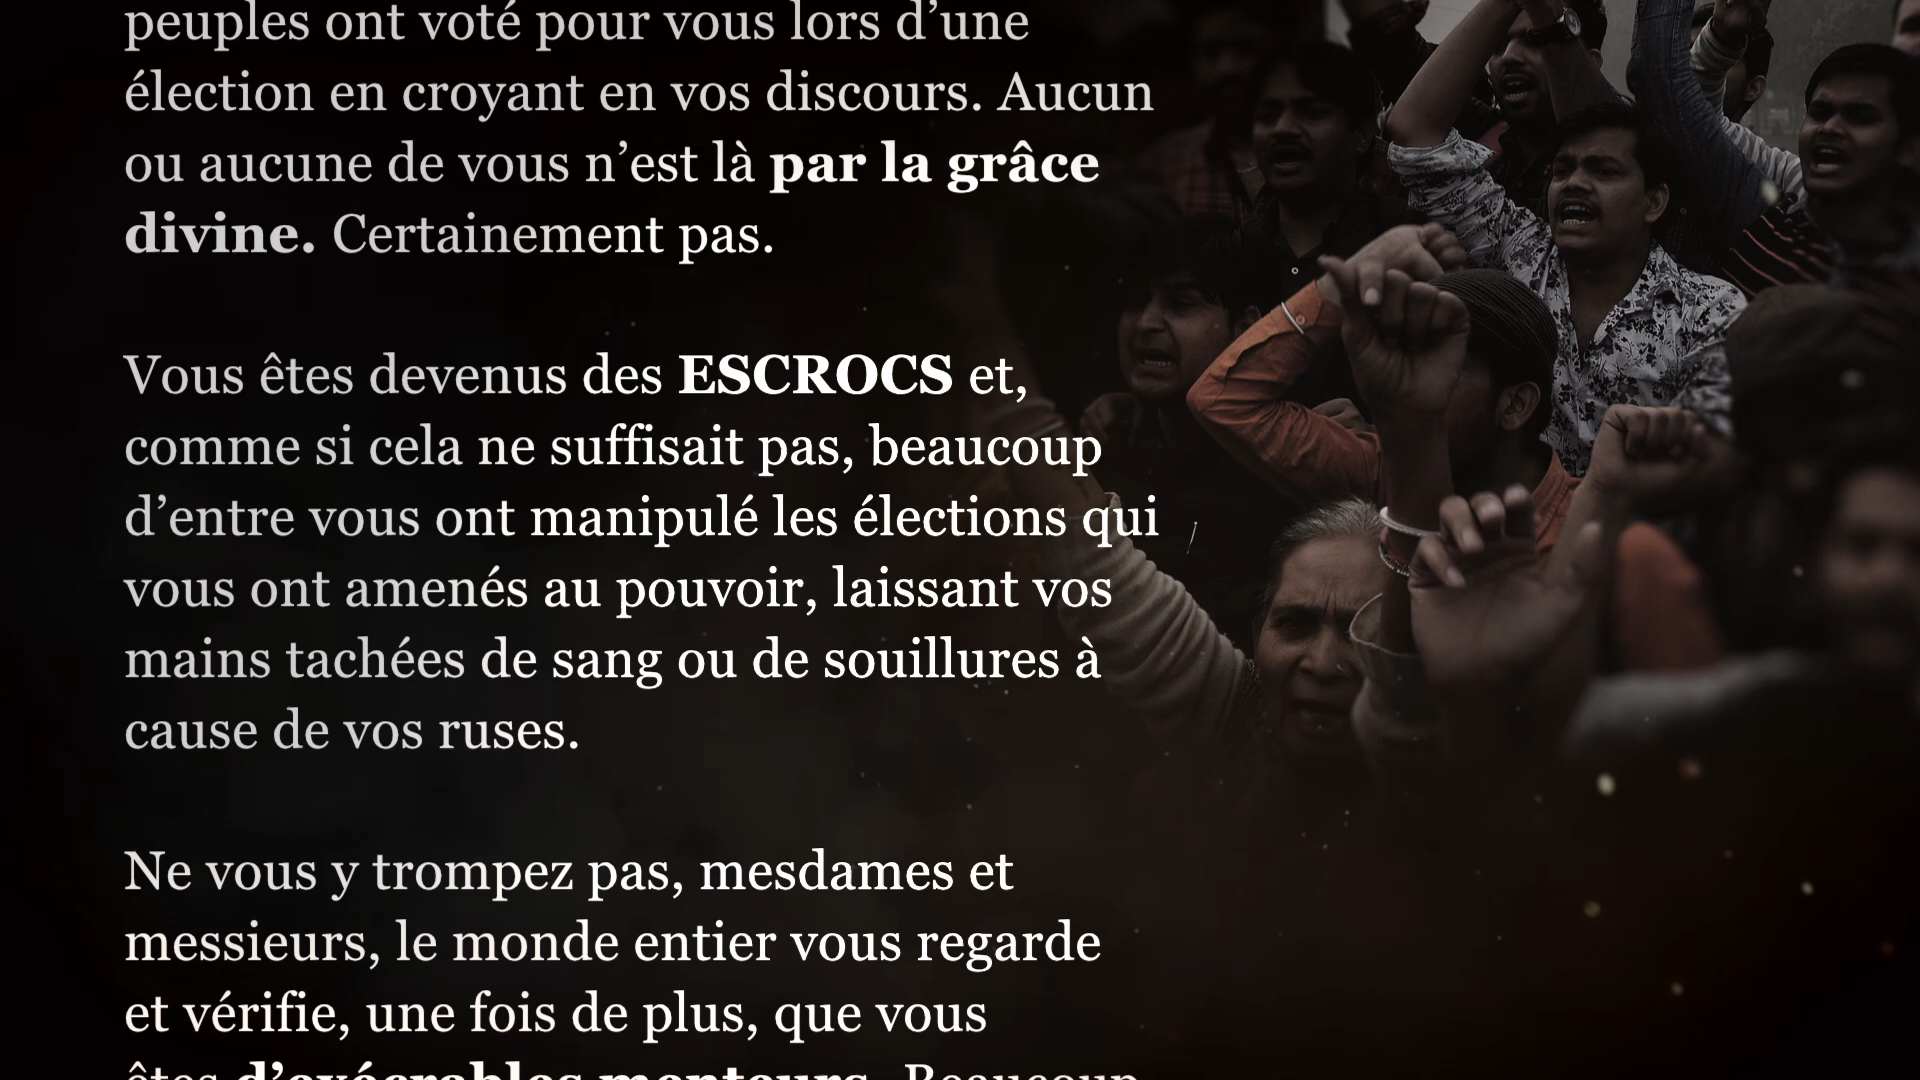 peuples ont voté pour vous lors d’une
élection en croyant en vos discours. Aucun
ou aucune de vous n’est là par la grâce
divine. Certainement pas.
Vous êtes devenus des ESCROCS et,
comme si cela ne suffisait pas, beaucoup
d’entre vous ont manipulé les élections qui
vous ont amenés au pouvoir, laissant vos
mains tachées de sang ou de souillures à
cause de vos ruses.
Ne vous y trompez pas, mesdames et
messieurs, le monde entier vous regarde
et vérifie, une fois de plus, que vous
êtes d’exécrables menteurs. Beaucoup